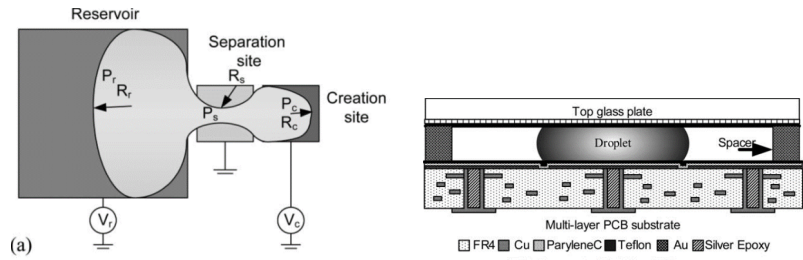 Reservoir
Separation
site
Pr
Rr
Rs
Ps
Pc
Rc
Creation
site
Vr
Vc
(a)
Top glass plate
Droplet
Spacer
Multi-layer PCB substrate
FR4 Cu ParyleneC Teflon Au Silver Epoxy